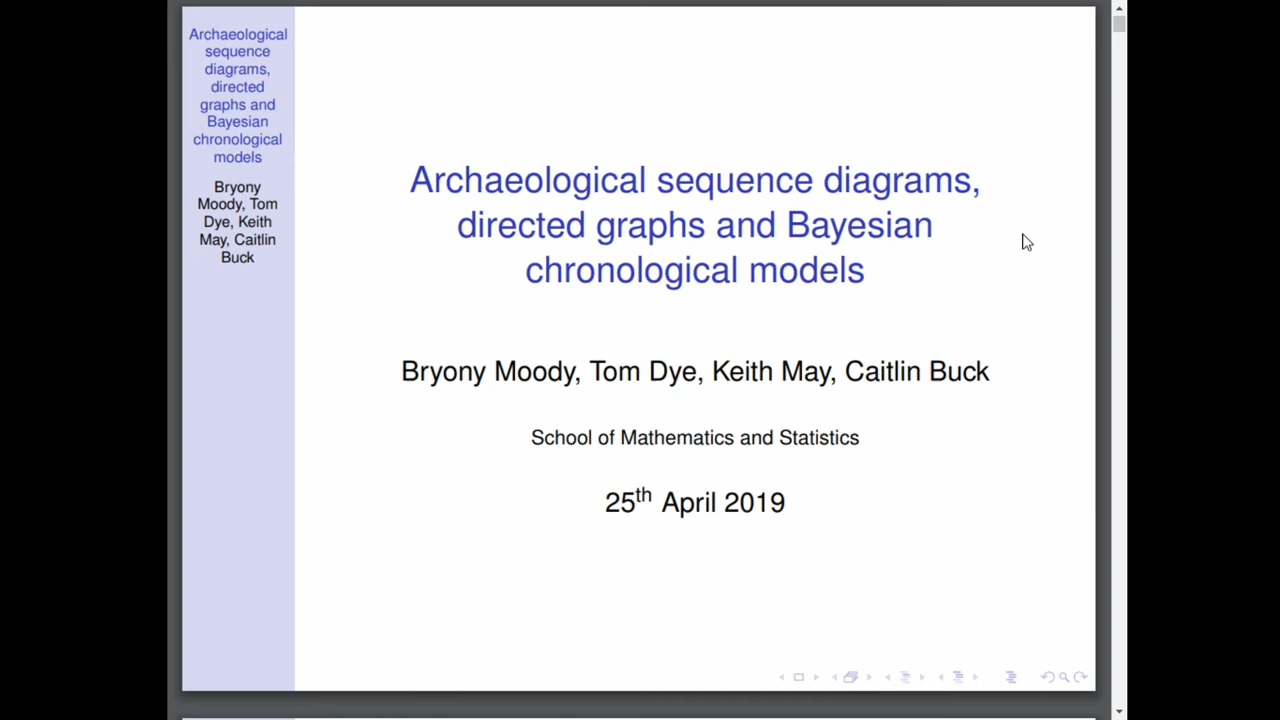 Archaeological
sequence
diagrams,
directed
graphs and
Bayesian
chronological
models
Bryony
Moody, Tom
Dye, Keith
May, Caitlin
Buck
Archaeological sequence diagrams,
directed graphs and Bayesian
chronological models
Bryony Moody, Tom Dye, Keith May, Caitlin Buck
School of Mathematics and Statistics
25th April 2019